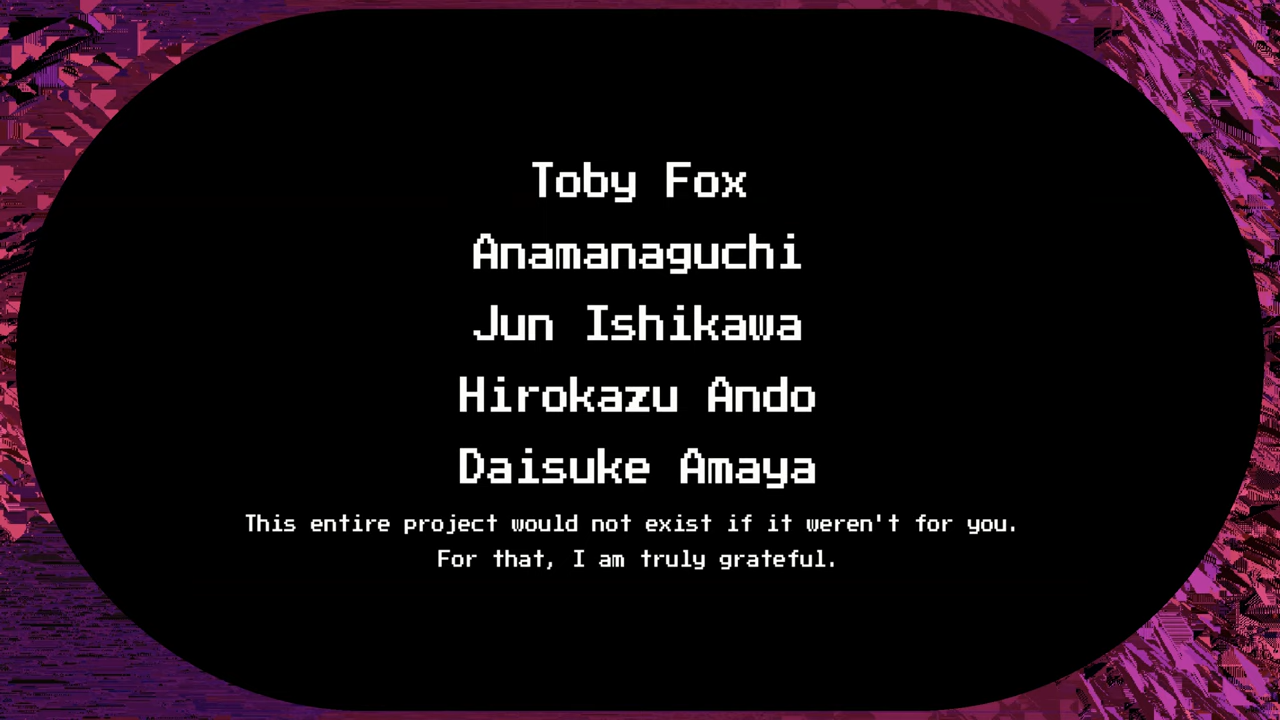 Toby Fox
Anamanaguchi
Jun Ishikawa
Hirokazu Ando
Daisuke Amaya
This entire project would not exist if it weren't for you.
For that, I am truly grateful.